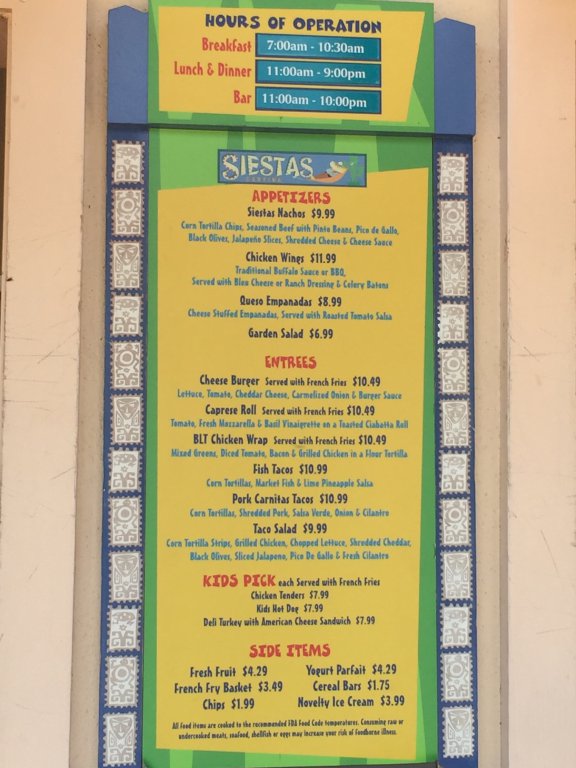 HOURS OF OPERATION
Breakfast 7:00am - 10:30am
Lunch & Dinner 11:00am - 9:00pm
Bar 11:00am - 10:00pm
SIESTAS
CANTINA
APPETIZERS
Siestas Nachos $9.99
Corn Tortilla Chips, Seasoned Beef with Pinto Beans, Pico de Gallo,
Black Olives, Jalapeño Slices, Shredded Cheese & Cheese Sauce
Chicken Wings $11.99
Traditional Buffalo Sauce or BBQ,
Served with Bleu Cheese or Ranch Dressing & Celery Batons
Queso Empanadas $8.99
Cheese Stuffed Empanadas, Served with Roasted Tomato Salsa
Garden Salad $6.99
ENTREES
Cheese Burger Served with French Fries $10.49
Lettuce, Tomato, Cheddar Cheese, Carmelized Onion & Burger Sauce
Caprese Roll Served with French Fries $10.49
Tomato, Fresh Mozzarella & Basil Vinaigrette on a Toasted Ciabatta Roll
BLT Chicken Wrap Served with French Fries $10.49
Mixed Greens, Diced Tomato, Bacon & Grilled Chicken in a Flour Tortilla
Fish Tacos $10.99
Corn Tortillas, Market Fish & Lime Pineapple Salsa
Pork Carnitas Tacos $10.99
Corn Tortillas, Shredded Pork, Salsa Verde, Onion & Cilantro
Taco Salad $9.99
Corn Tortilla Strips, Grilled Chicken, Chopped Lettuce, Shredded Cheddar,
Black Olives, Sliced Jalapeno, Pico De Gallo & Fresh Cilantro
KIDS PICK each Served with French Fries
Chicken Tenders $7.99
Kids Hot Dog $7.99
Deli Turkey with American Cheese Sandwich $7.99
SIDE ITEMS
Fresh Fruit $4.29 Yogurt Parfait $4.29
French Fry Basket $3.49 Cereal Bars $1.75
Chips $1.99 Novelty Ice Cream $3.99
All food items are cooked to the recommended FDA Food Code temperatures. Consuming raw or
undercooked meats, seafood, shellfish or eggs may increase your risk of foodborne illness.